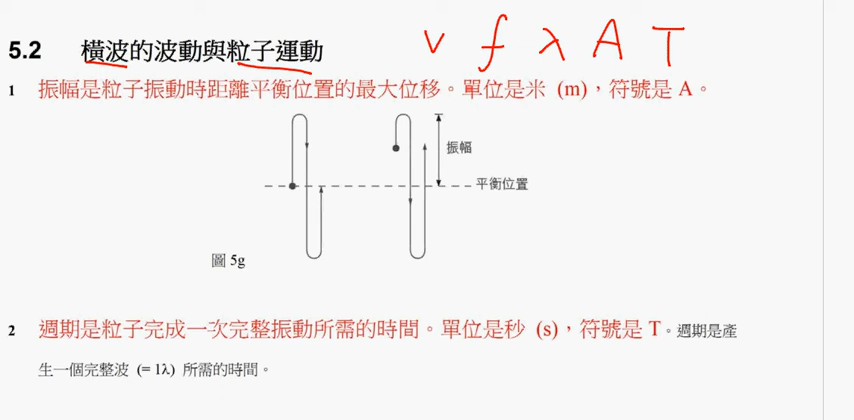 5.2 橫波的波動與粒子運動 v f λ A T
1 振幅是粒子振動時距離平衡位置的最大位移。單位是米 (m)，符號是 A。
振幅
平衡位置
圖 5g
2 週期是粒子完成一次完整振動所需的時間。單位是秒 (s)，符號是 T。週期是產
生一個完整波 (= 1λ) 所需的時間。